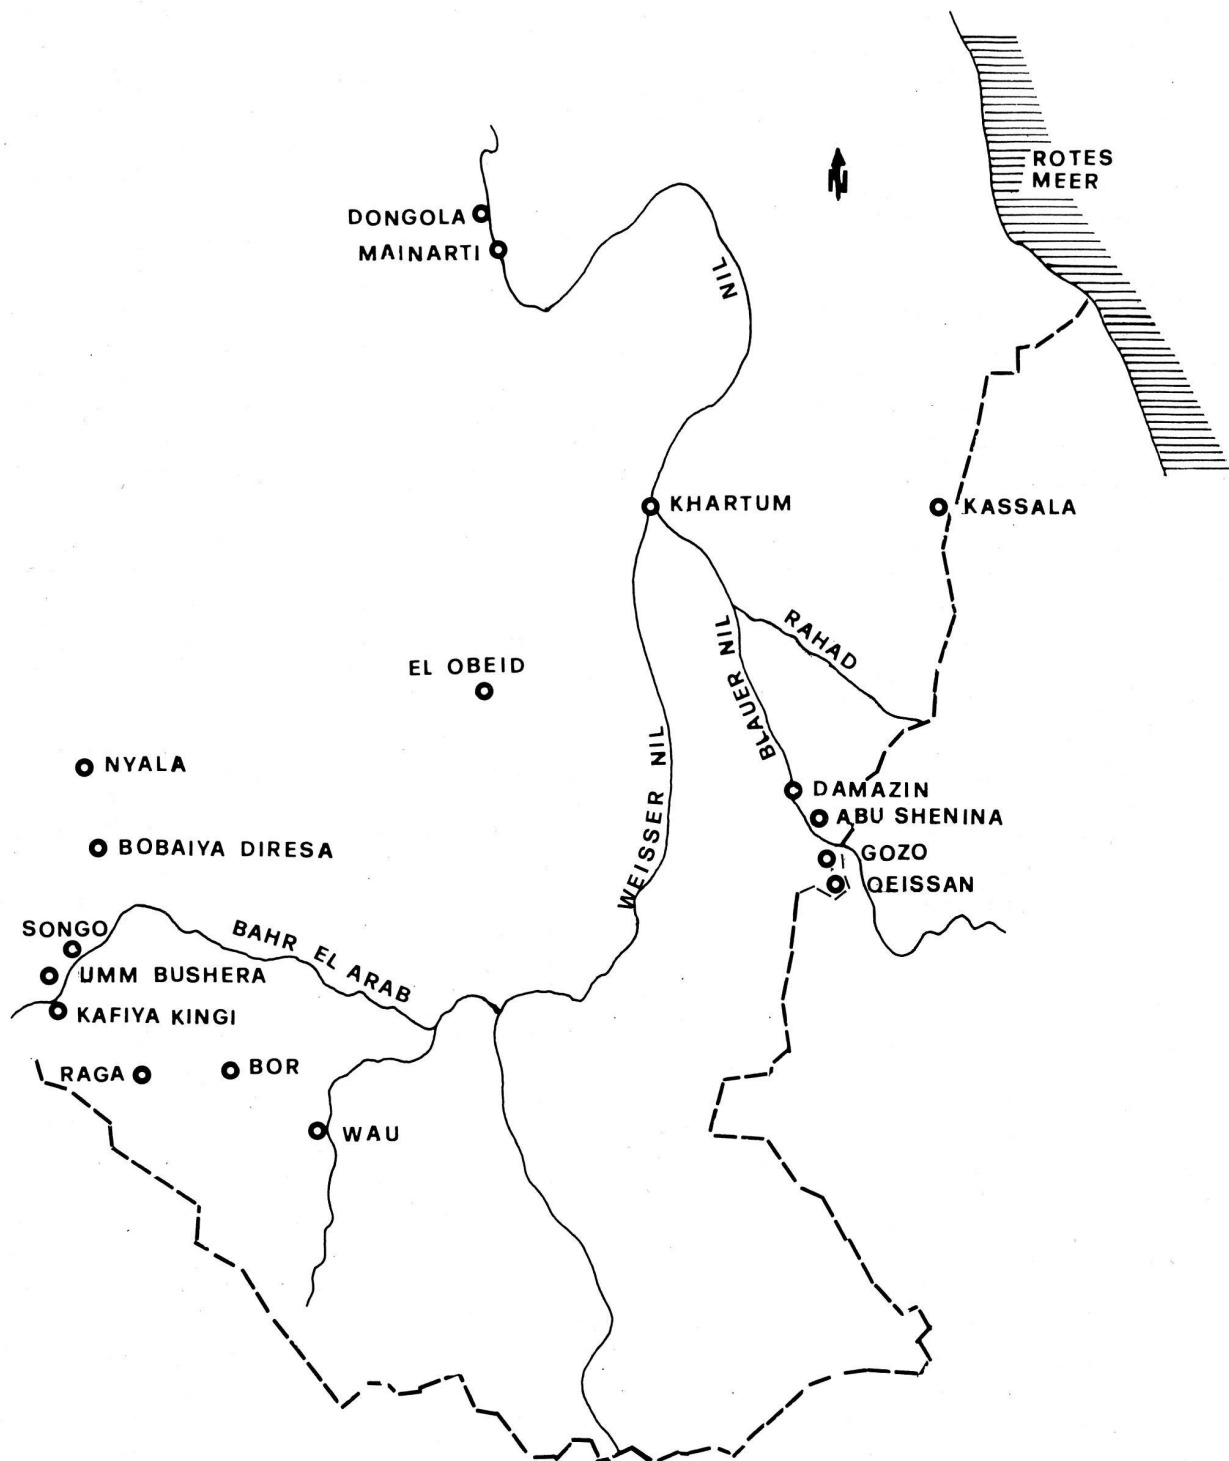 ROTES
MEER
N
DONGOLA
MAINARTI
NIL
KHARTUM
KASSALA
RAHAD
BLAUER NIL
EL OBEID
WEISSER NIL
NYALA
DAMAZIN
ABU SHENINA
BOBAIYA DIRESA
GOZO
QEISSAN
SONGO
BAHR EL ARAB
UMM BUSHERA
KAFIYA KINGI
RAGA
BOR
WAU